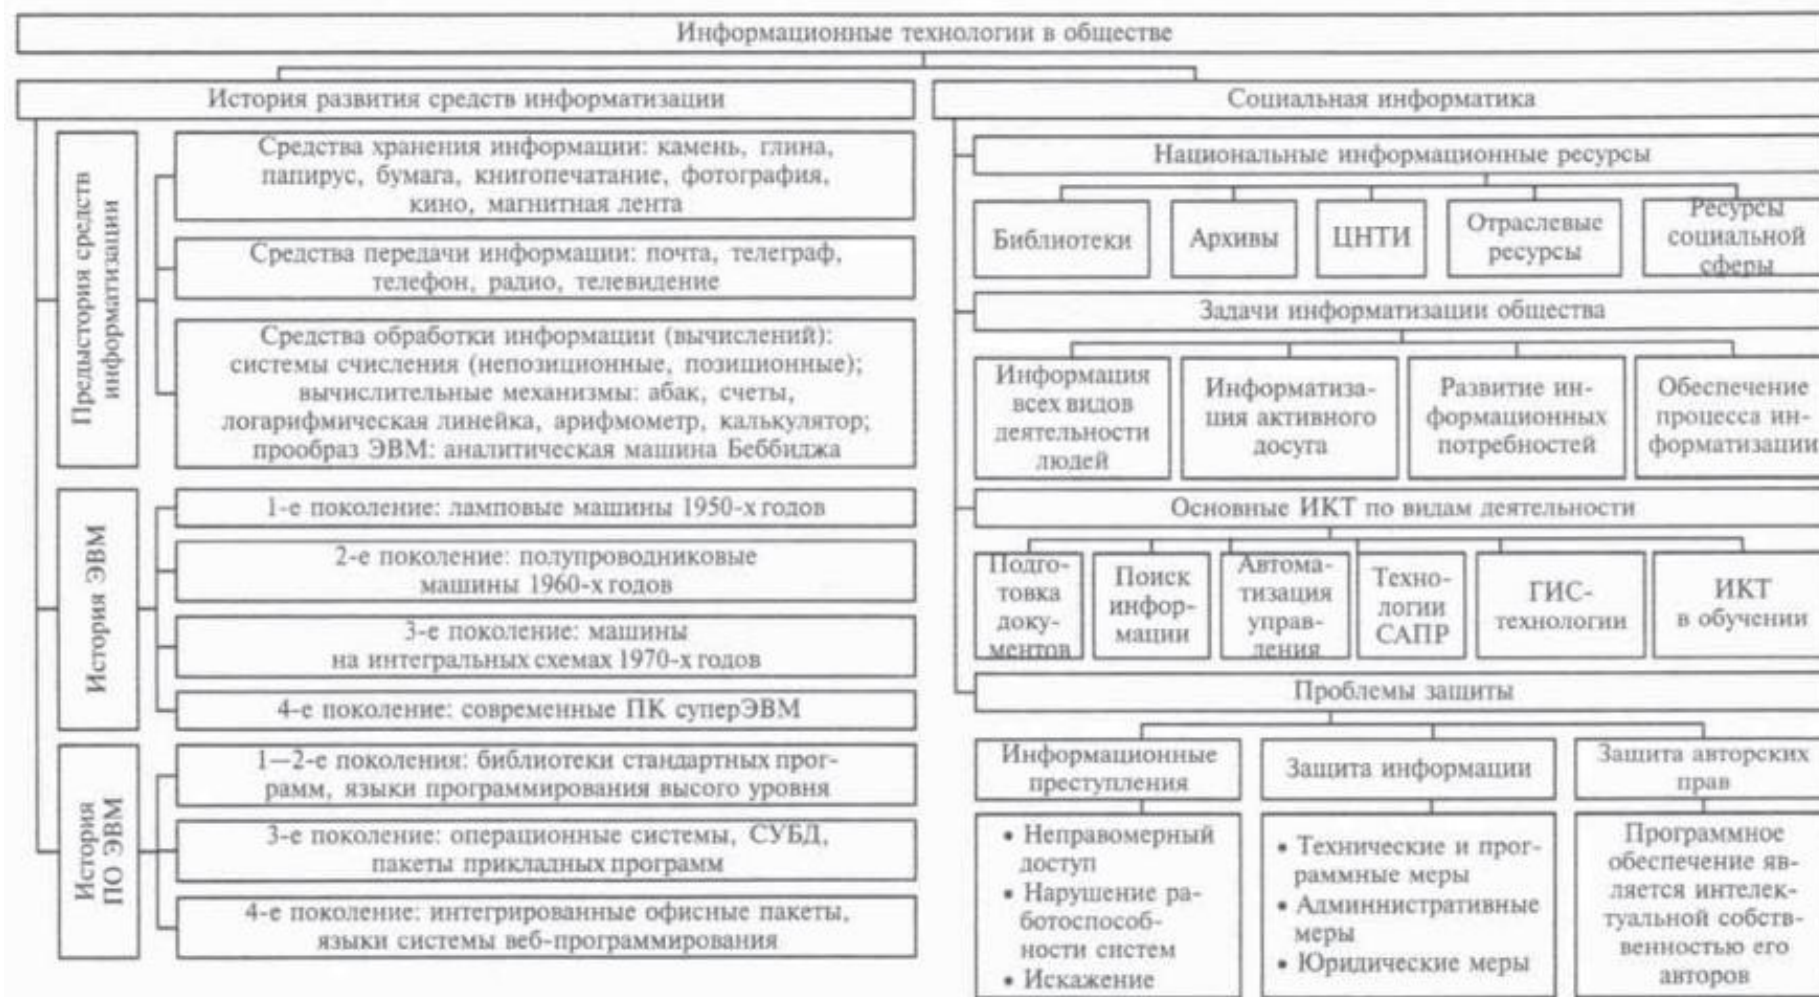 Информационные технологии в обществе
История развития средств информатизации
Предыстория средств
информатизации
Средства хранения информации: камень, глина,
папирус, бумага, книгопечатание, фотография,
кино, магнитная лента
Средства передачи информации: почта, телеграф,
телефон, радио, телевидение
Средства обработки информации (вычислений):
системы счисления (непозиционные, позиционные);
вычислительные механизмы: абак, счеты,
логарифмическая линейка, арифмометр, калькулятор;
прообраз ЭВМ: аналитическая машина Беббиджа
История ЭВМ
1-е поколение: ламповые машины 1950-х годов
2-е поколение: полупроводниковые
машины 1960-х годов
3-е поколение: машины
на интегральных схемах 1970-х годов
4-е поколение: современные ПК суперЭВМ
История
ПО ЭВМ
1—2-е поколения: библиотеки стандартных прог-
рамм, языки программирования высого уровня
3-е поколение: операционные системы, СУБД,
пакеты прикладных программ
4-е поколение: интегрированные офисные пакеты,
языки системы веб-программирования
Социальная информатика
Национальные информационные ресурсы
Библиотеки
Архивы
ЦНТИ
Отраслевые
ресурсы
Ресурсы
социальной
сферы
Задачи информатизации общества
Информация
всех видов
деятельности
людей
Информатиза-
ция активного
досуга
Развитие ин-
формационных
потребностей
Обеспечение
процесса ин-
форматизации
Основные ИКТ по видам деятельности
Подго-
товка
доку-
ментов
Поиск
инфор-
мации
Автома-
тизация
управ-
ления
Техно-
логии
САПР
ГИС-
технологии
ИКТ
в обучении
Проблемы защиты
Информационные
преступления
• Неправомерный
доступ
• Нарушение ра-
ботоспособ-
ности систем
• Искажение
Защита информации
• Технические и прог-
раммные меры
• Админнистративные
меры
• Юридические меры
Защита авторских
прав
Программное
обеспечение яв-
ляется интелек-
туальной собст-
венностью его
авторов